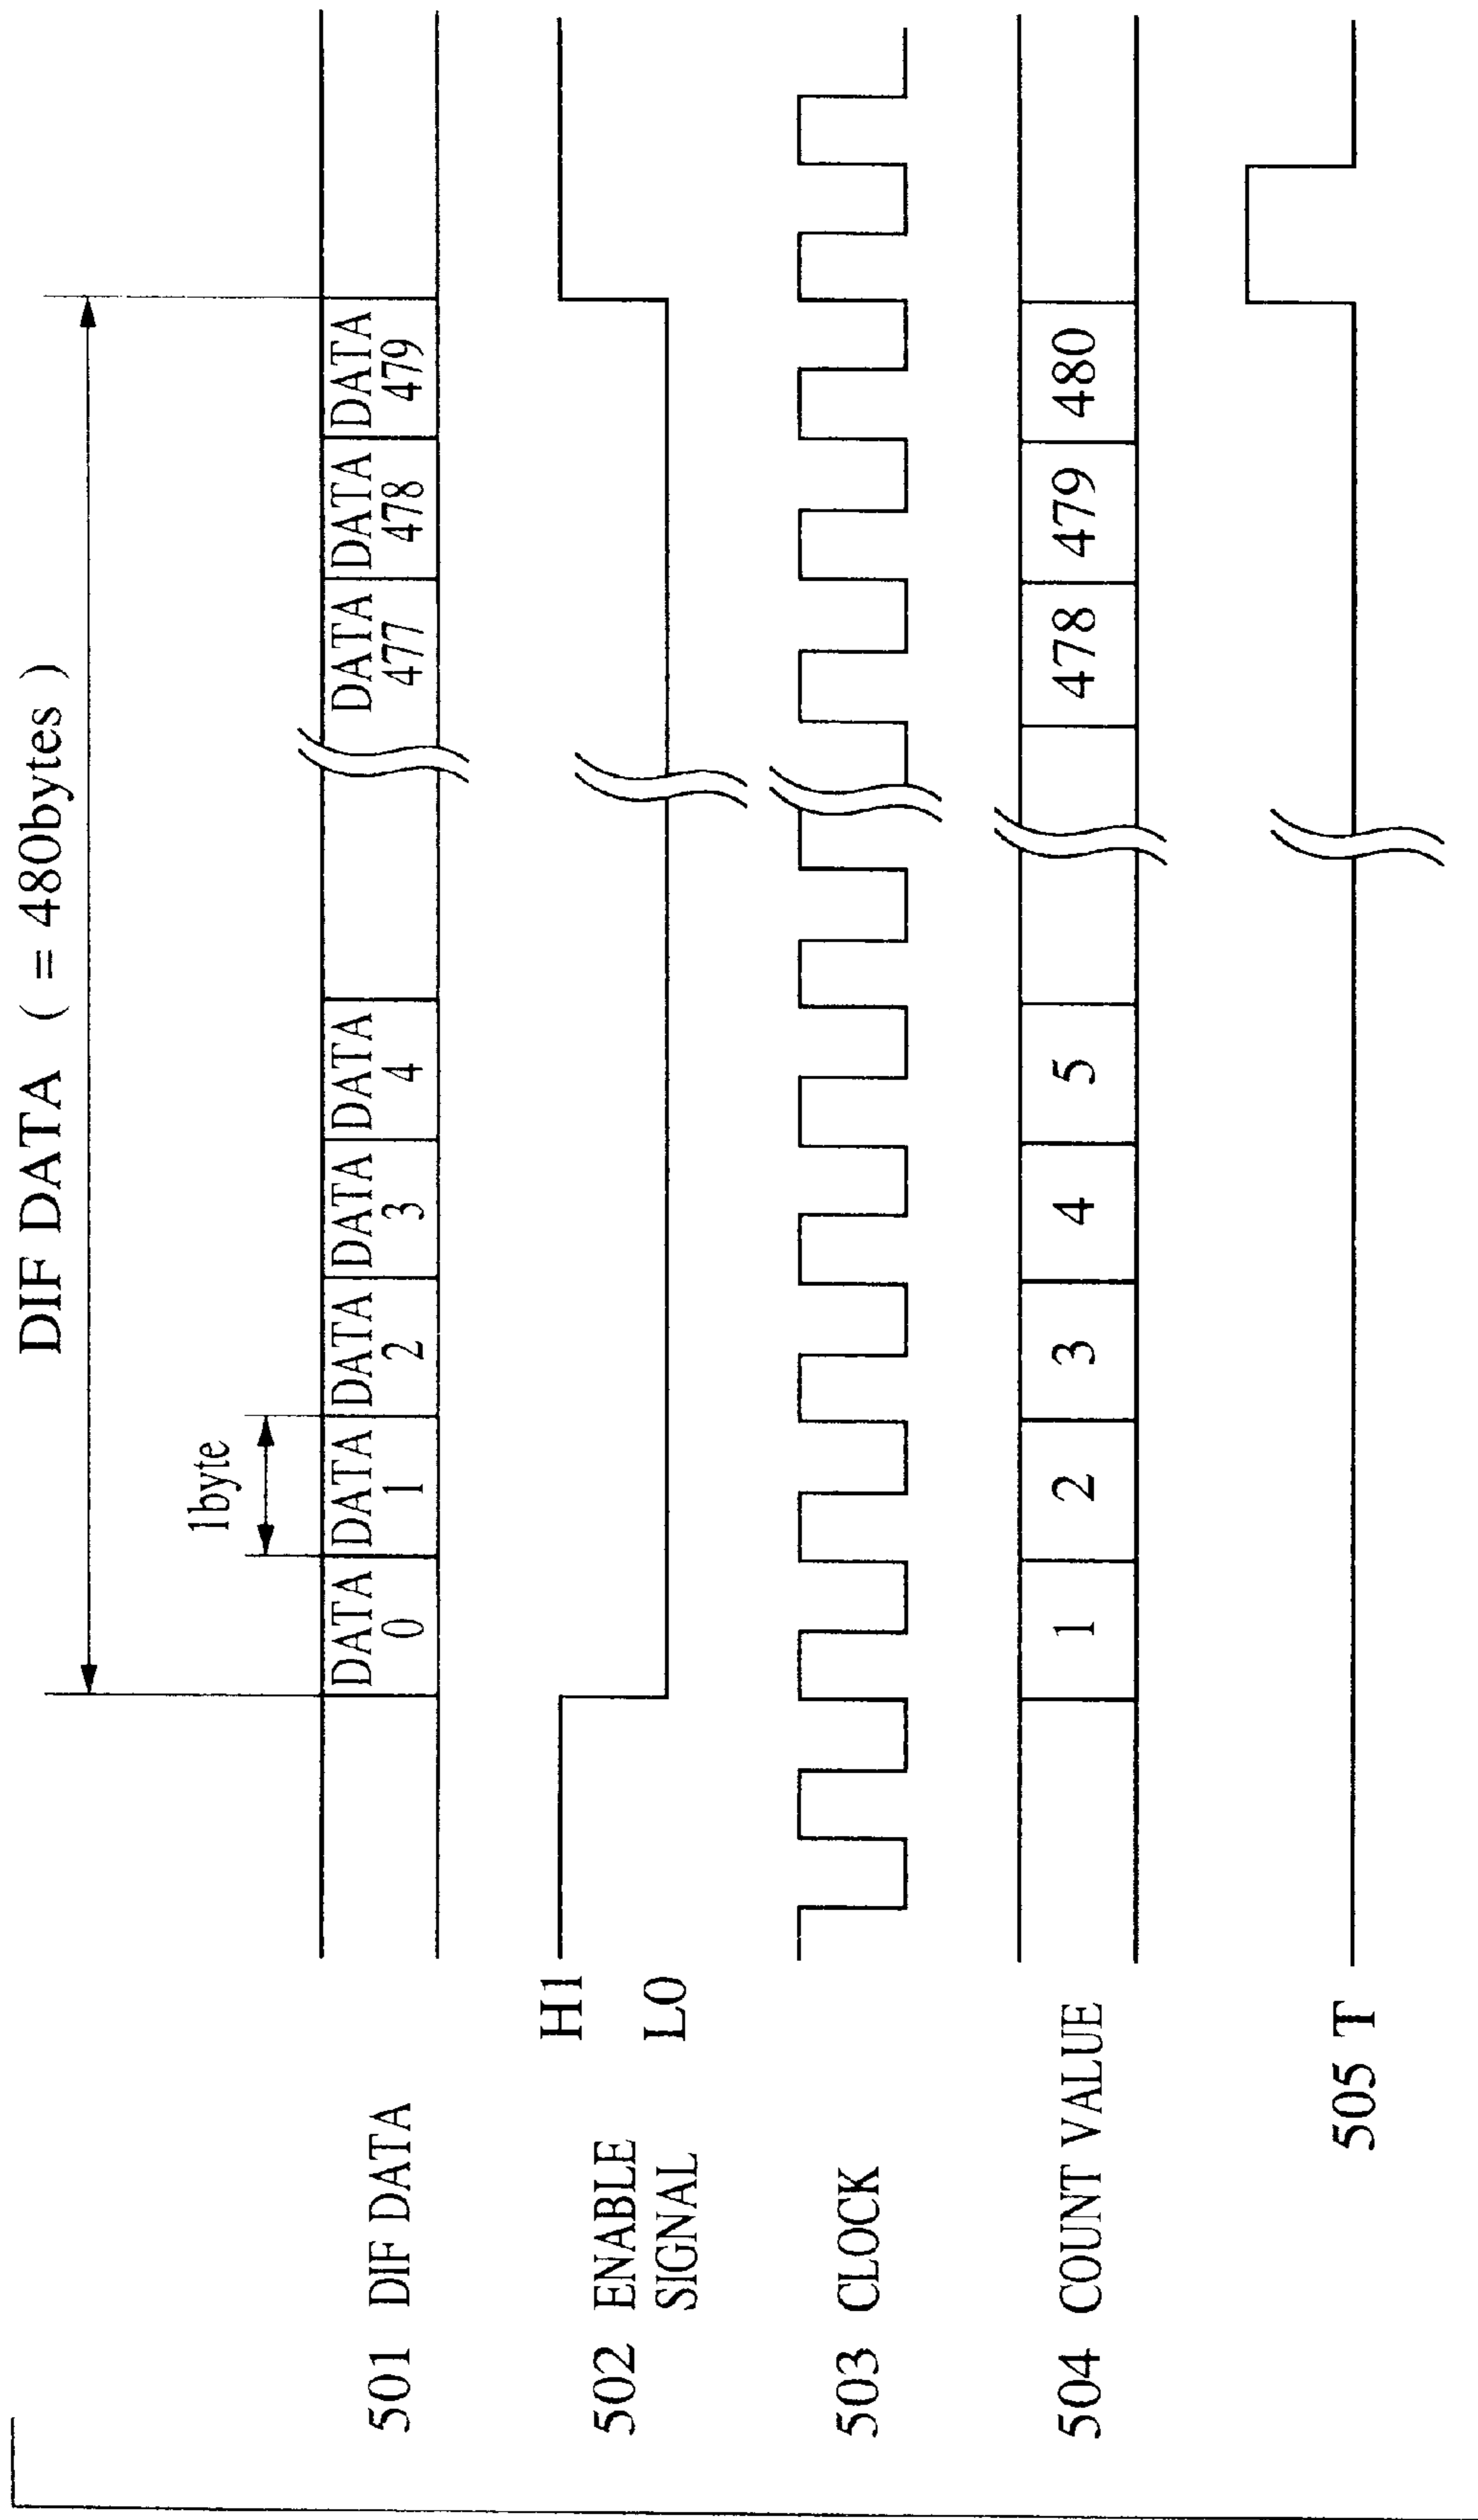 DIF DATA ( = 480bytes )
1byte
501 DIF DATA
DATA 0
DATA 1
DATA 2
DATA 3
DATA 4
DATA 477
DATA 478
DATA 479
502 ENABLE SIGNAL
H1
L0
503 CLOCK
504 COUNT VALUE
1
2
3
4
5
478
479
480
505 T